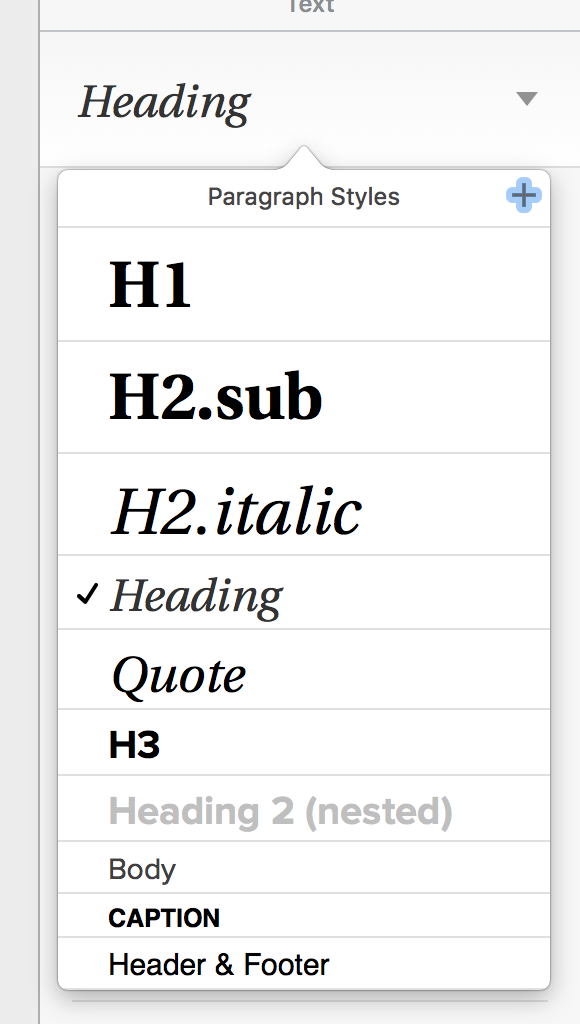 Text
Heading
Paragraph Styles
H1
H2.sub
H2.italic
Heading
Quote
H3
Heading 2 (nested)
Body
CAPTION
Header & Footer